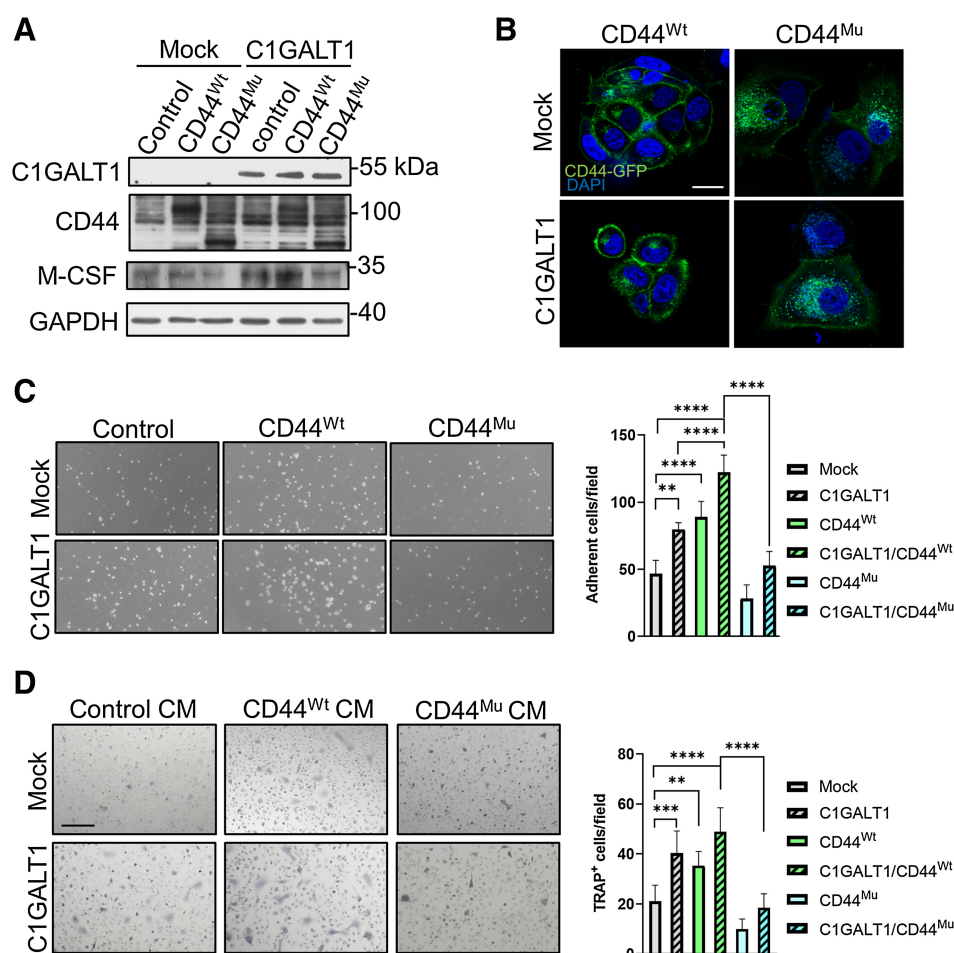 A
Mock C1GALT1
Control CD44Wt CD44Mu control CD44Wt CD44Mu
C1GALT1 -55 kDa
CD44 -100
M-CSF -35
GAPDH -40
B
CD44Wt CD44Mu
Mock
CD44-GFP
DAPI
C1GALT1
C
Control CD44Wt CD44Mu
Mock
C1GALT1
****
****
****
****
**
150
100
50
0
Adherent cells/field
Mock
C1GALT1
CD44Wt
C1GALT1/CD44Wt
CD44Mu
C1GALT1/CD44Mu
D
Control CM CD44Wt CM CD44Mu CM
Mock
C1GALT1
****
****
**
***
80
60
40
20
0
TRAP+ cells/field
Mock
C1GALT1
CD44Wt
C1GALT1/CD44Wt
CD44Mu
C1GALT1/CD44Mu